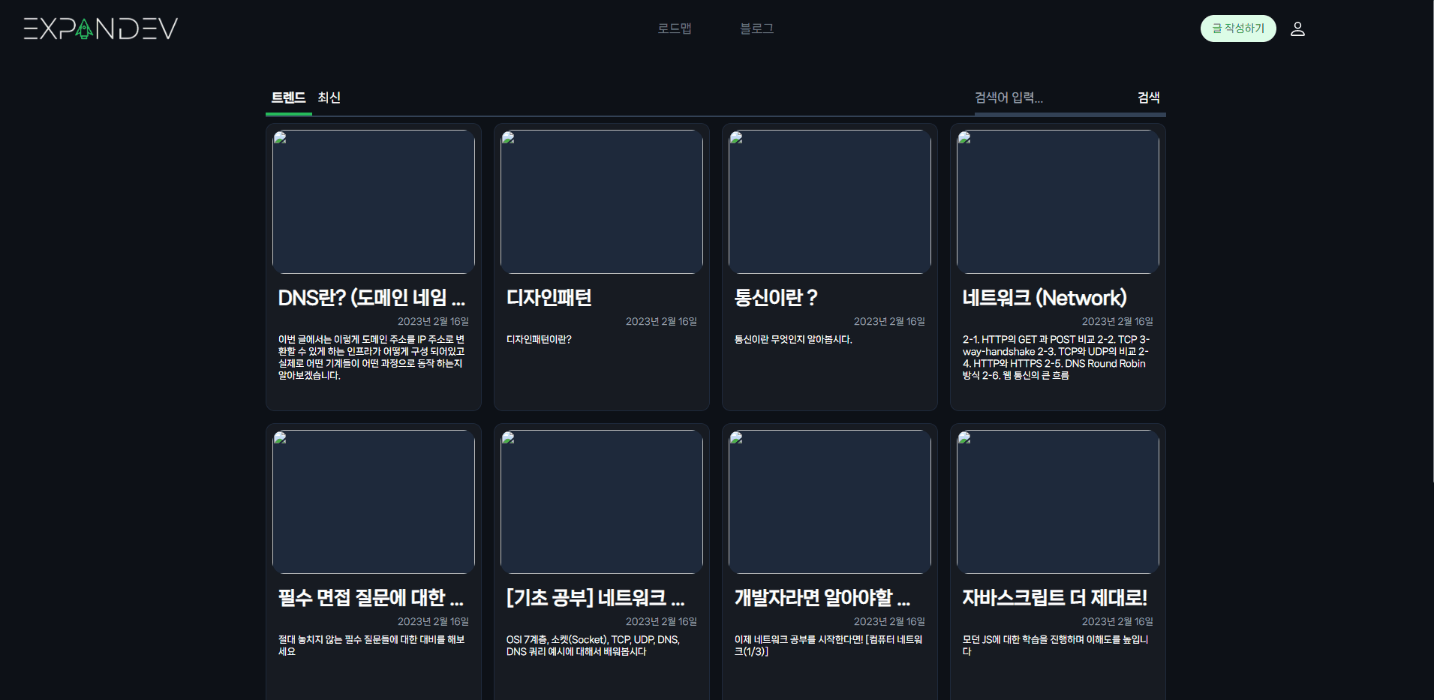 EXPANDEV
로드맵 블로그
글 작성하기
트렌드 최신
검색어 입력... 검색
DNS란? (도메인 네임 ...
2023년 2월 16일
이번 글에서는 이렇게 도메인 주소를 IP 주소로 변
환할 수 있게 하는 인프라가 어떻게 구성 되어있고
실제로 어떤 기계들이 어떤 과정으로 동작 하는지
알아보겠습니다.
디자인패턴
2023년 2월 16일
디자인패턴이란?
통신이란 ?
2023년 2월 16일
통신이란 무엇인지 알아봅시다.
네트워크 (Network)
2023년 2월 16일
2-1. HTTP의 GET 과 POST 비교 2-2. TCP 3-
way-handshake 2-3. TCP와 UDP의 비교 2-
4. HTTP와 HTTPS 2-5. DNS Round Robin
방식 2-6. 웹 통신의 큰 흐름
필수 면접 질문에 대한 ...
2023년 2월 16일
절대 놓치지 않는 필수 질문들에 대한 대비를 해보
세요
[기초 공부] 네트워크 ...
2023년 2월 16일
OSI 7계층, 소켓(Socket), TCP, UDP, DNS,
DNS 쿼리 예시에 대해서 배워봅시다
개발자라면 알아야할 ...
2023년 2월 16일
이제 네트워크 공부를 시작한다면! [컴퓨터 네트워
크(1/3)]
자바스크립트 더 제대로!
2023년 2월 16일
모던 JS에 대한 학습을 진행하며 이해도를 높입니
다